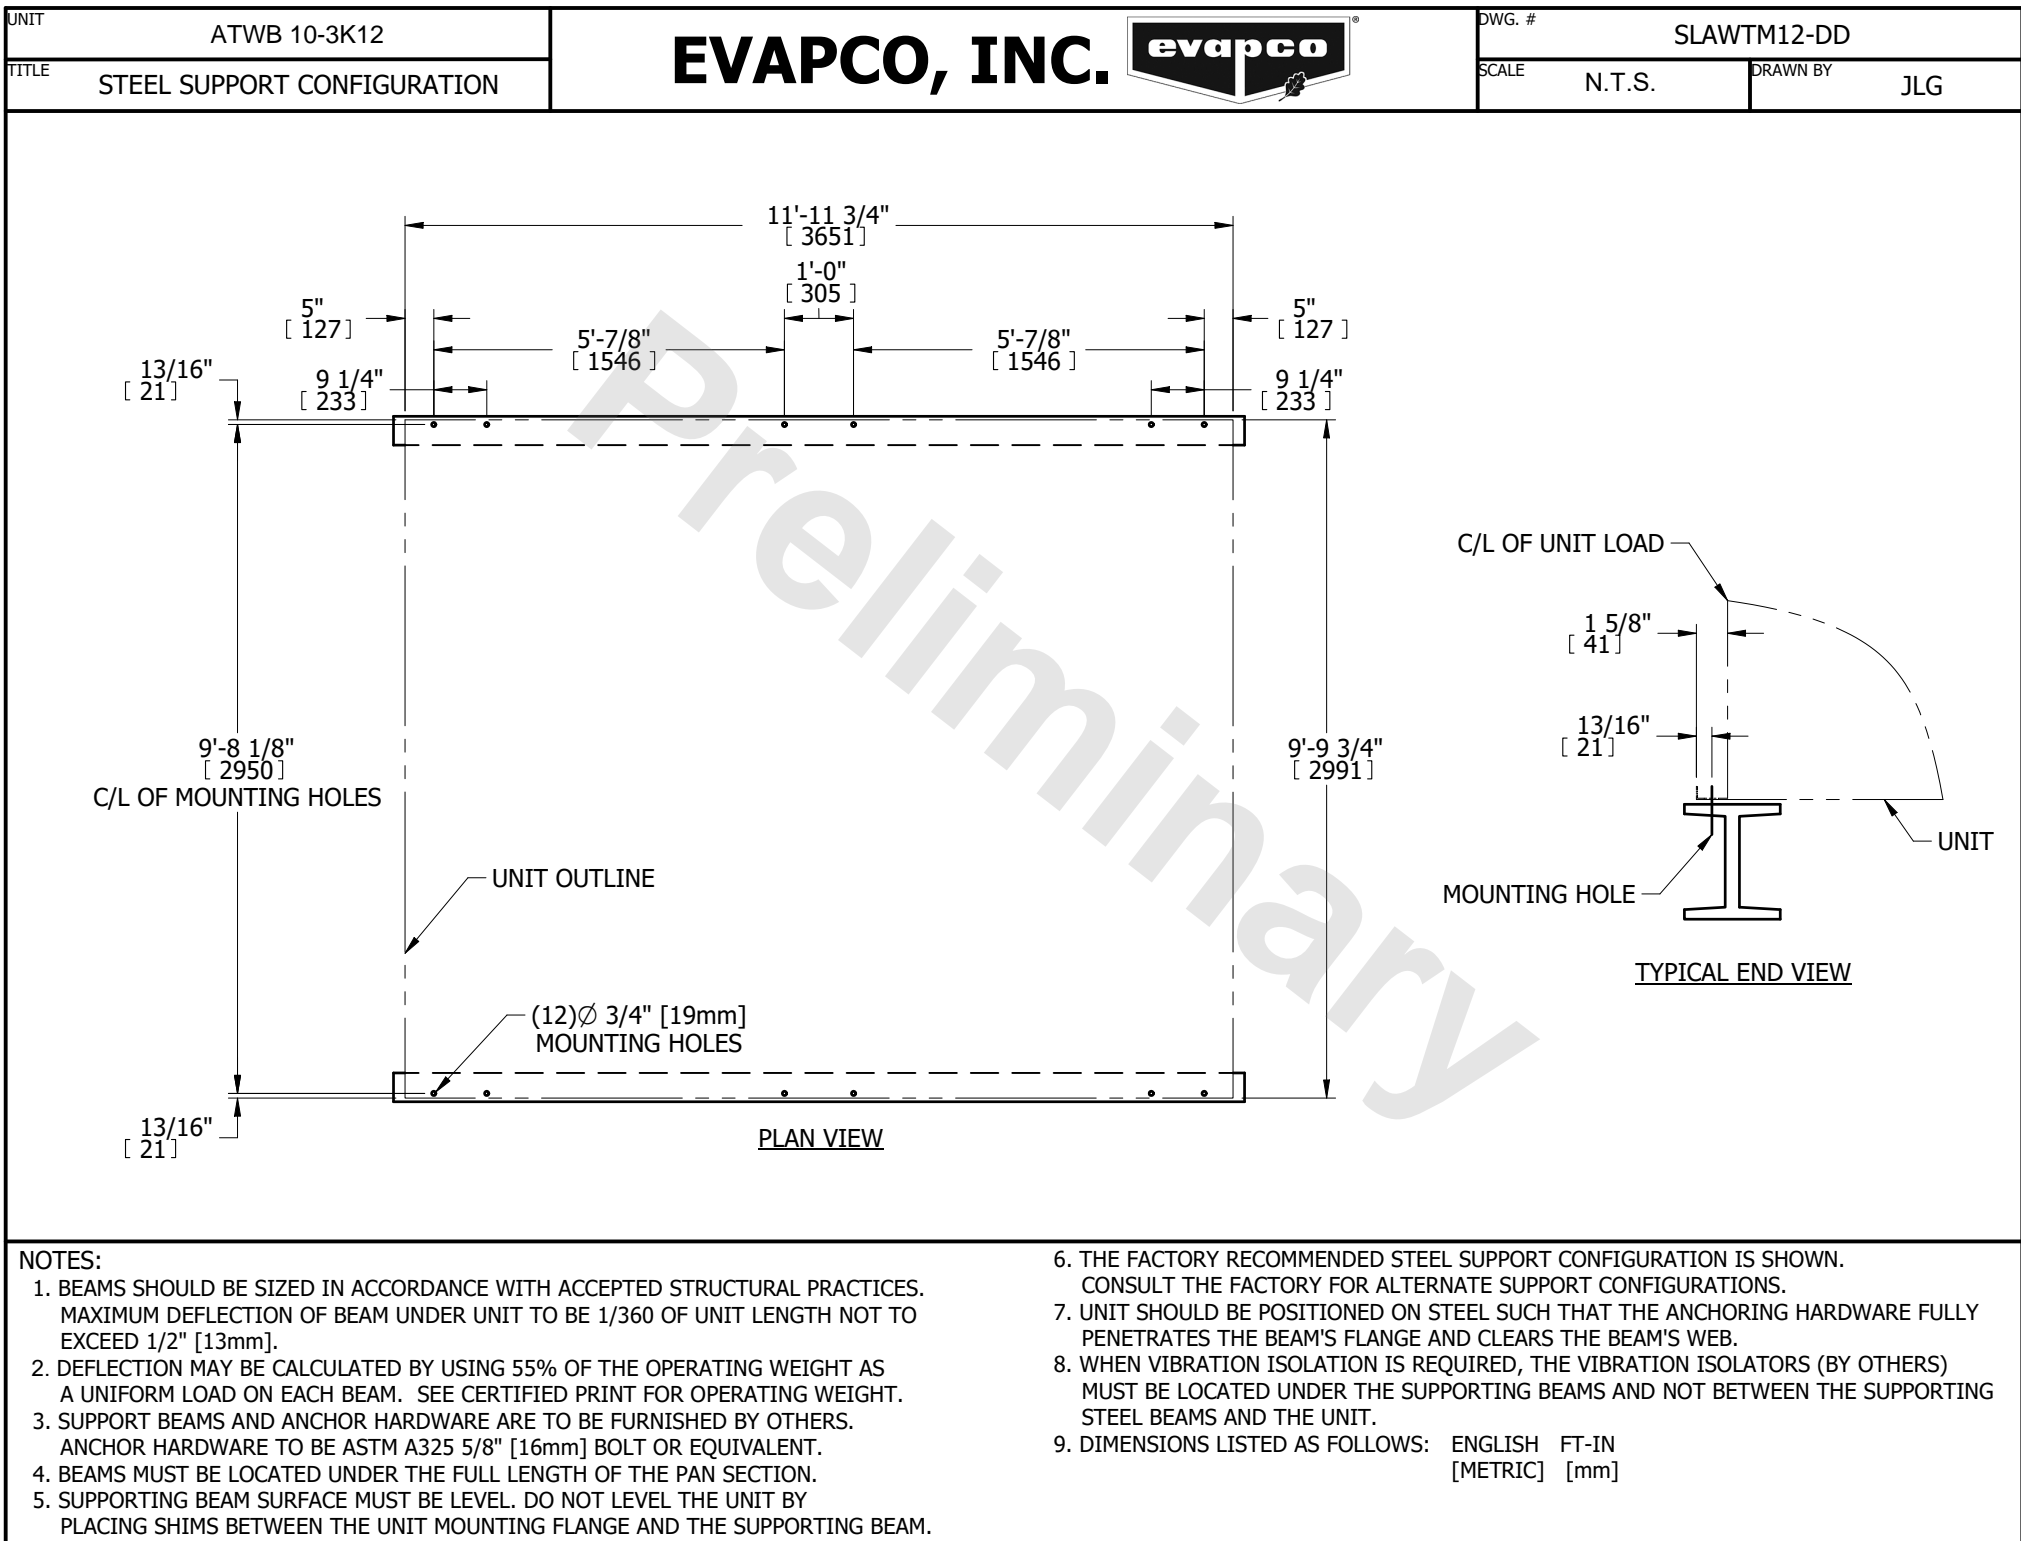 UNIT
ATWB 10-3K12
TITLE
STEEL SUPPORT CONFIGURATION
EVAPCO, INC.
evapco
®
DWG. #
SLAWTM12-DD
SCALE
N.T.S.
DRAWN BY
JLG
11'-11 3/4"
[ 3651]
1'-0"
[ 305 ]
5"
[ 127]
5"
[ 127 ]
5'-7/8"
[ 1546 ]
5'-7/8"
[ 1546 ]
13/16"
[ 21]
9 1/4"
[ 233]
9 1/4"
[ 233 ]
Preliminary
C/L OF UNIT LOAD
1 5/8"
[ 41]
13/16"
[ 21]
9'-8 1/8"
[ 2950]
C/L OF MOUNTING HOLES
9'-9 3/4"
[ 2991]
UNIT
MOUNTING HOLE
UNIT OUTLINE
TYPICAL END VIEW
(12)∅ 3/4" [19mm]
MOUNTING HOLES
13/16"
[ 21]
PLAN VIEW
NOTES:
1. BEAMS SHOULD BE SIZED IN ACCORDANCE WITH ACCEPTED STRUCTURAL PRACTICES.
MAXIMUM DEFLECTION OF BEAM UNDER UNIT TO BE 1/360 OF UNIT LENGTH NOT TO
EXCEED 1/2" [13mm].
2. DEFLECTION MAY BE CALCULATED BY USING 55% OF THE OPERATING WEIGHT AS
A UNIFORM LOAD ON EACH BEAM.  SEE CERTIFIED PRINT FOR OPERATING WEIGHT.
3. SUPPORT BEAMS AND ANCHOR HARDWARE ARE TO BE FURNISHED BY OTHERS.
ANCHOR HARDWARE TO BE ASTM A325 5/8" [16mm] BOLT OR EQUIVALENT.
4. BEAMS MUST BE LOCATED UNDER THE FULL LENGTH OF THE PAN SECTION.
5. SUPPORTING BEAM SURFACE MUST BE LEVEL. DO NOT LEVEL THE UNIT BY
PLACING SHIMS BETWEEN THE UNIT MOUNTING FLANGE AND THE SUPPORTING BEAM.
6. THE FACTORY RECOMMENDED STEEL SUPPORT CONFIGURATION IS SHOWN.
CONSULT THE FACTORY FOR ALTERNATE SUPPORT CONFIGURATIONS.
7. UNIT SHOULD BE POSITIONED ON STEEL SUCH THAT THE ANCHORING HARDWARE FULLY
PENETRATES THE BEAM'S FLANGE AND CLEARS THE BEAM'S WEB.
8. WHEN VIBRATION ISOLATION IS REQUIRED, THE VIBRATION ISOLATORS (BY OTHERS)
MUST BE LOCATED UNDER THE SUPPORTING BEAMS AND NOT BETWEEN THE SUPPORTING
STEEL BEAMS AND THE UNIT.
9. DIMENSIONS LISTED AS FOLLOWS:   ENGLISH   FT-IN
[METRIC]   [mm]